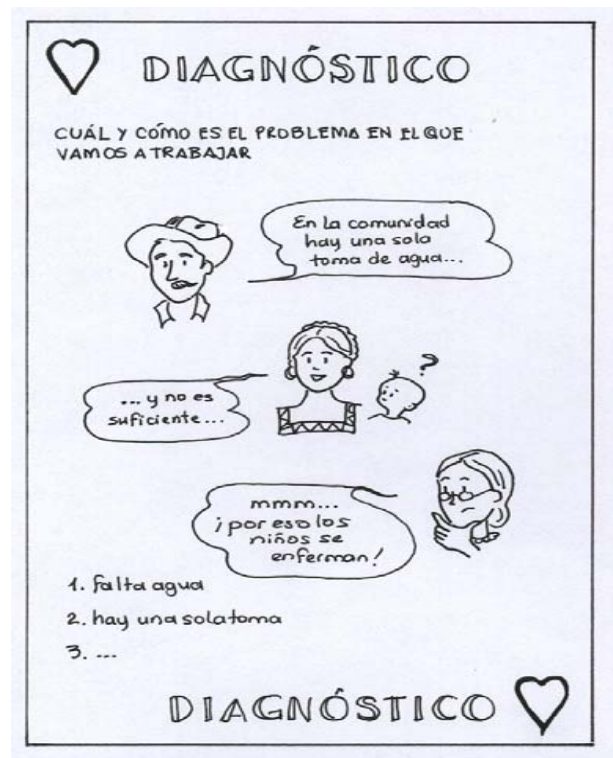 DIAGNÓSTICO
CUÁL Y CÓMO ES EL PROBLEMA EN EL QUE
VAMOS A TRABAJAR
En la comunidad
hay una sola
toma de agua...
?
... y no es
suficiente...
mmm...
¡por eso los
niños se
enferman!
1. falta agua
2. hay una sola toma
3. ...
DIAGNÓSTICO